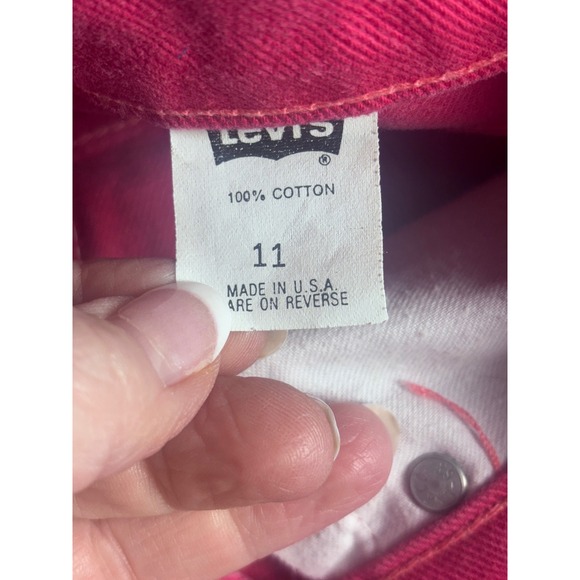 Levi's
®
100% COTTON
11
MADE IN U.S.A.
ARE ON REVERSE